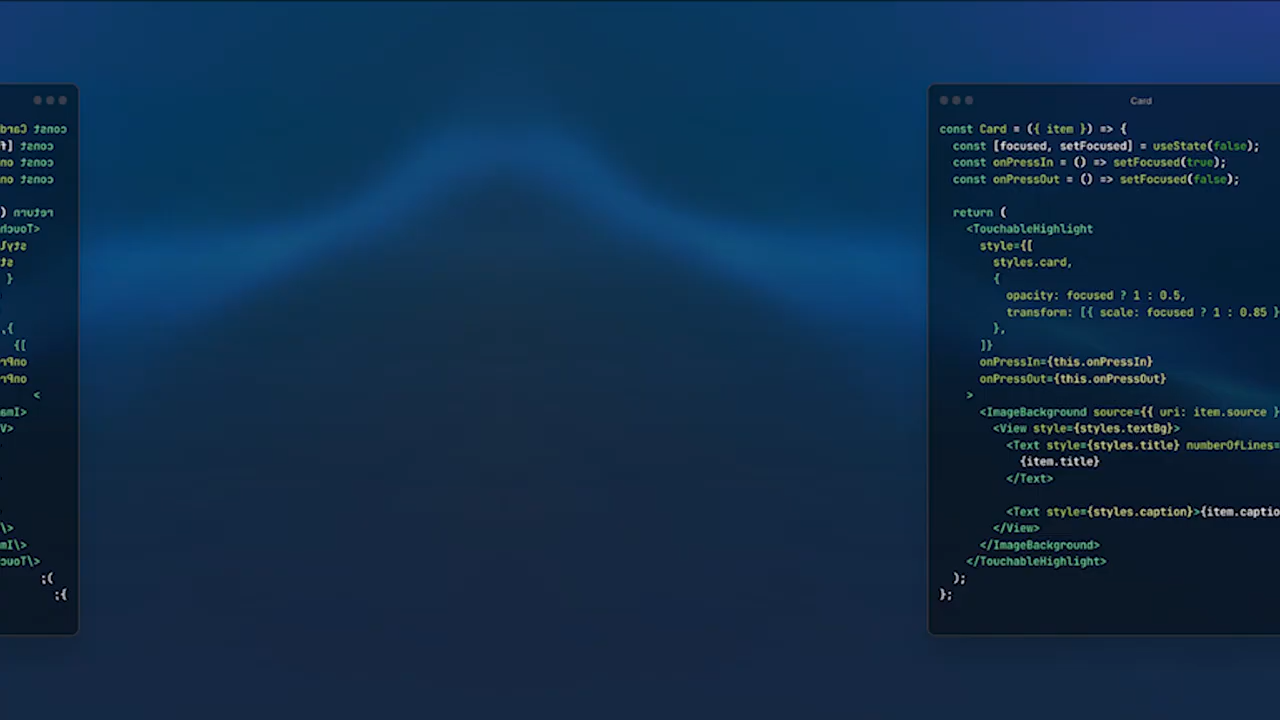 Card
const Card = ({ item }) => {
const [focused, setFocused] = useState(false);
const onPressIn = () => setFocused(true);
const onPressOut = () => setFocused(false);
return (
<TouchableHighlight
style={[
styles.card,
{
opacity: focused ? 1 : 0.5,
transform: [{ scale: focused ? 1 : 0.85 }
},
]}
onPressIn={this.onPressIn}
onPressOut={this.onPressOut}
>
<ImageBackground source={{ uri: item.source }
<View style={styles.textBg}>
<Text style={styles.title} numberOfLines=
{item.title}
</Text>
<Text style={styles.caption}>{item.captio
</View>
</ImageBackground>
</TouchableHighlight>
);
};